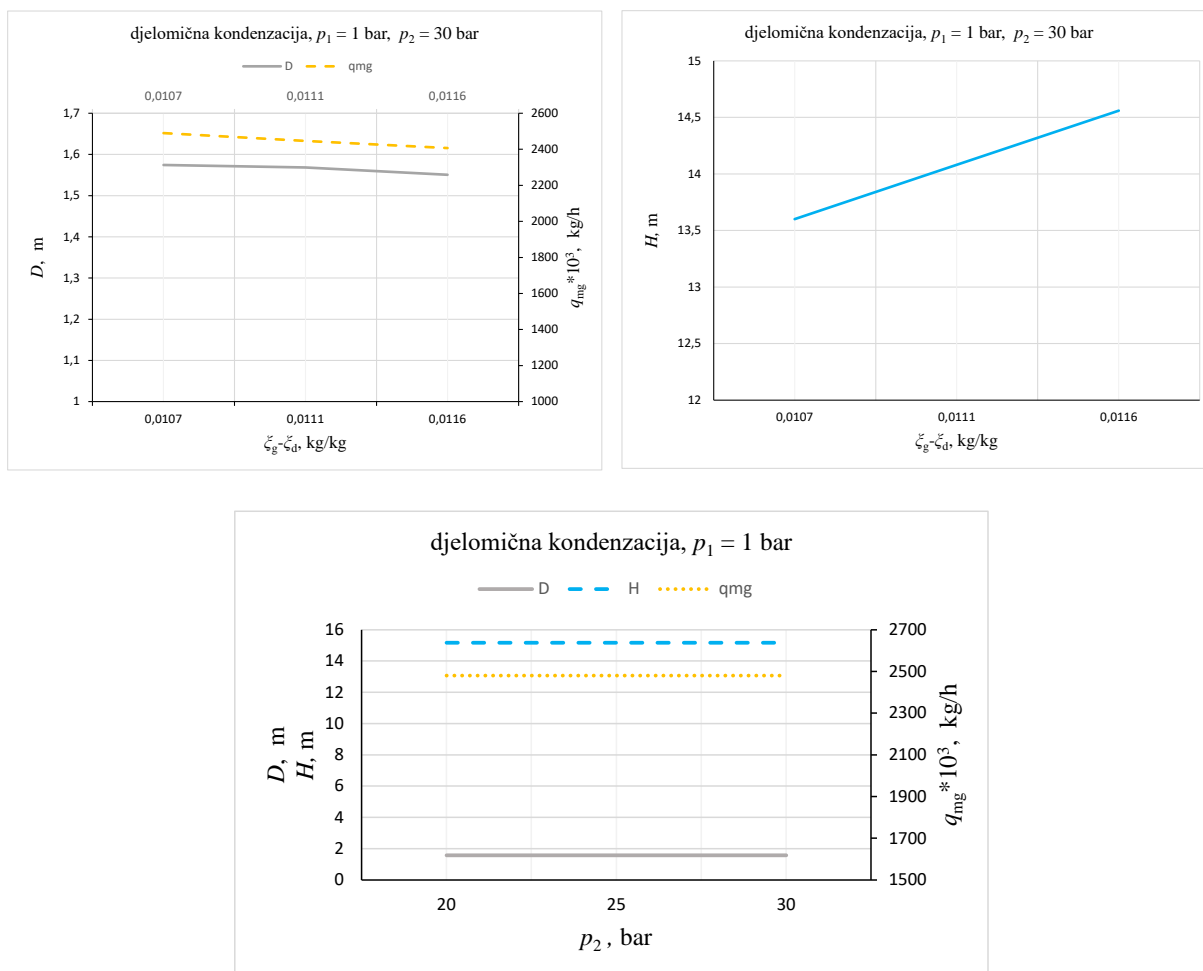 djelomična kondenzacija, p₁ = 1 bar, p₂ = 30 bar
D qmg
0,0107 0,0111 0,0116
1,7
1,6
1,5
1,4
1,3
1,2
1,1
1
D, m
2600
2400
2200
2000
1800
1600
1400
1200
1000
qmg*10³, kg/h
0,0107 0,0111 0,0116
ξg-ξd, kg/kg
djelomična kondenzacija, p₁ = 1 bar, p₂ = 30 bar
15
14,5
14
13,5
13
12,5
12
H, m
0,0107 0,0111 0,0116
ξg-ξd, kg/kg
djelomična kondenzacija, p₁ = 1 bar
D H qmg
16
14
12
10
8
6
4
2
0
D, m
H, m
2700
2500
2300
2100
1900
1700
1500
qmg*10³, kg/h
20 25 30
p₂ , bar